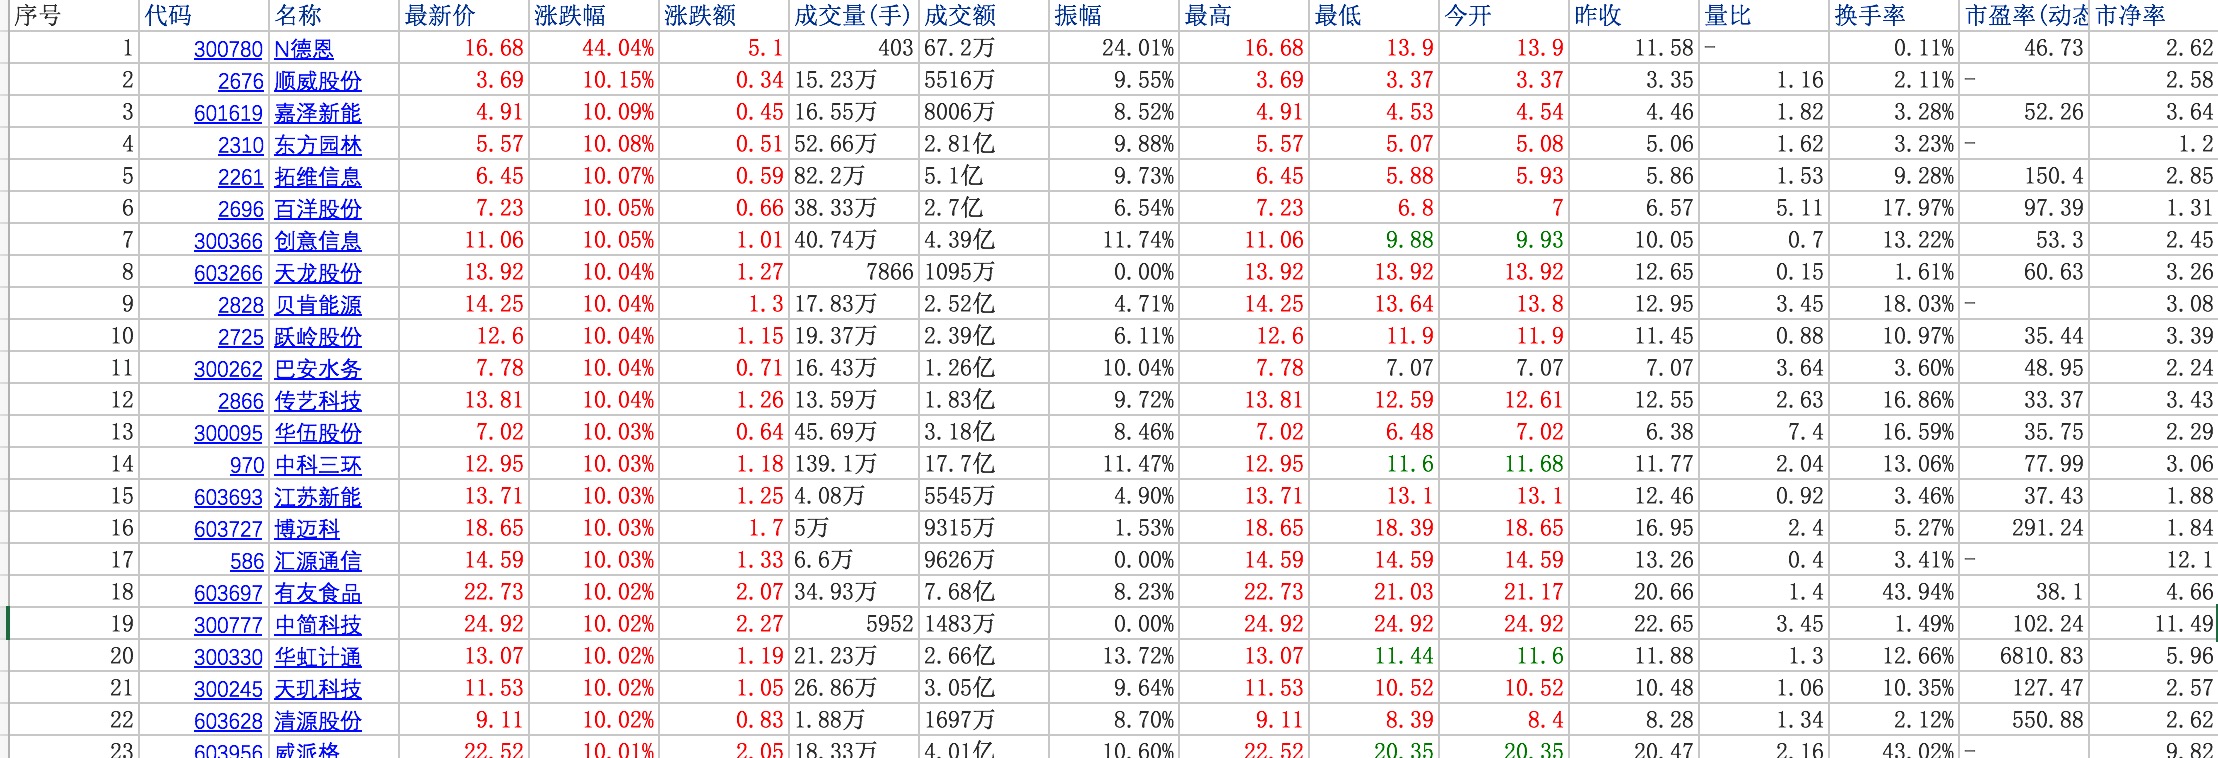 序号 代码 名称 最新价 涨跌幅 涨跌额 成交量(手) 成交额 振幅 最高 最低 今开 昨收 量比 换手率 市盈率(动态 市净率
1 300780 N德恩 16.68 44.04% 5.1 403 67.2万 24.01% 16.68 13.9 13.9 11.58 - 0.11% 46.73 2.62
2 2676 顺威股份 3.69 10.15% 0.34 15.23万 5516万 9.55% 3.69 3.37 3.37 3.35 1.16 2.11% - 2.58
3 601619 嘉泽新能 4.91 10.09% 0.45 16.55万 8006万 8.52% 4.91 4.53 4.54 4.46 1.82 3.28% 52.26 3.64
4 2310 东方园林 5.57 10.08% 0.51 52.66万 2.81亿 9.88% 5.57 5.07 5.08 5.06 1.62 3.23% - 1.2
5 2261 拓维信息 6.45 10.07% 0.59 82.2万 5.1亿 9.73% 6.45 5.88 5.93 5.86 1.53 9.28% 150.4 2.85
6 2696 百洋股份 7.23 10.05% 0.66 38.33万 2.7亿 6.54% 7.23 6.8 7 6.57 5.11 17.97% 97.39 1.31
7 300366 创意信息 11.06 10.05% 1.01 40.74万 4.39亿 11.74% 11.06 9.88 9.93 10.05 0.7 13.22% 53.3 2.45
8 603266 天龙股份 13.92 10.04% 1.27 7866 1095万 0.00% 13.92 13.92 13.92 12.65 0.15 1.61% 60.63 3.26
9 2828 贝肯能源 14.25 10.04% 1.3 17.83万 2.52亿 4.71% 14.25 13.64 13.8 12.95 3.45 18.03% - 3.08
10 2725 跃岭股份 12.6 10.04% 1.15 19.37万 2.39亿 6.11% 12.6 11.9 11.9 11.45 0.88 10.97% 35.44 3.39
11 300262 巴安水务 7.78 10.04% 0.71 16.43万 1.26亿 10.04% 7.78 7.07 7.07 7.07 3.64 3.60% 48.95 2.24
12 2866 传艺科技 13.81 10.04% 1.26 13.59万 1.83亿 9.72% 13.81 12.59 12.61 12.55 2.63 16.86% 33.37 3.43
13 300095 华伍股份 7.02 10.03% 0.64 45.69万 3.18亿 8.46% 7.02 6.48 7.02 6.38 7.4 16.59% 35.75 2.29
14 970 中科三环 12.95 10.03% 1.18 139.1万 17.7亿 11.47% 12.95 11.6 11.68 11.77 2.04 13.06% 77.99 3.06
15 603693 江苏新能 13.71 10.03% 1.25 4.08万 5545万 4.90% 13.71 13.1 13.1 12.46 0.92 3.46% 37.43 1.88
16 603727 博迈科 18.65 10.03% 1.7 5万 9315万 1.53% 18.65 18.39 18.65 16.95 2.4 5.27% 291.24 1.84
17 586 汇源通信 14.59 10.03% 1.33 6.6万 9626万 0.00% 14.59 14.59 14.59 13.26 0.4 3.41% - 12.1
18 603697 有友食品 22.73 10.02% 2.07 34.93万 7.68亿 8.23% 22.73 21.03 21.17 20.66 1.4 43.94% 38.1 4.66
19 300777 中简科技 24.92 10.02% 2.27 5952 1483万 0.00% 24.92 24.92 24.92 22.65 3.45 1.49% 102.24 11.49
20 300330 华虹计通 13.07 10.02% 1.19 21.23万 2.66亿 13.72% 13.07 11.44 11.6 11.88 1.3 12.66% 6810.83 5.96
21 300245 天玑科技 11.53 10.02% 1.05 26.86万 3.05亿 9.64% 11.53 10.52 10.52 10.48 1.06 10.35% 127.47 2.57
22 603628 清源股份 9.11 10.02% 0.83 1.88万 1697万 8.70% 9.11 8.39 8.4 8.28 1.34 2.12% 550.88 2.62
23 603956 威派格 22.52 10.01% 2.05 18.33万 4.01亿 10.60% 22.52 20.35 20.35 20.47 2.16 43.02% - 9.82